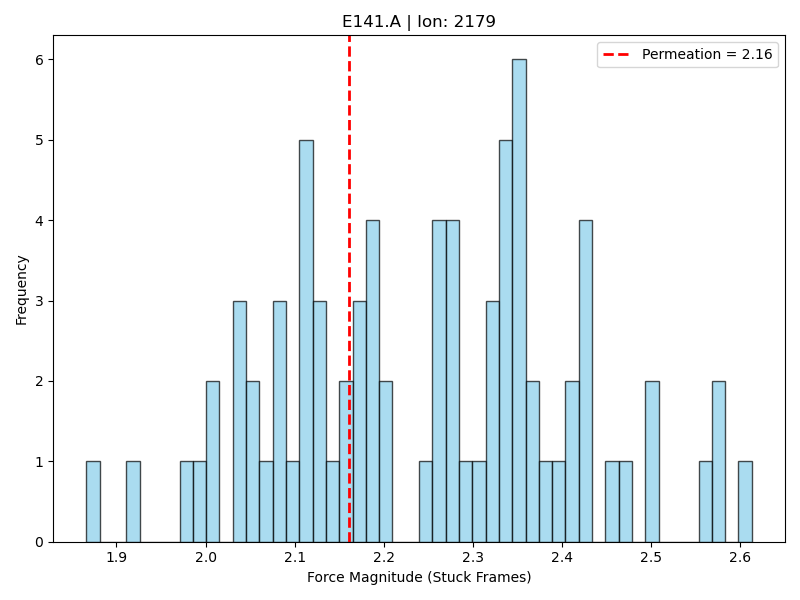 E141.A | Ion: 2179
Permeation = 2.16
6
5
4
3
2
1
0
Frequency
1.9 2.0 2.1 2.2 2.3 2.4 2.5 2.6
Force Magnitude (Stuck Frames)